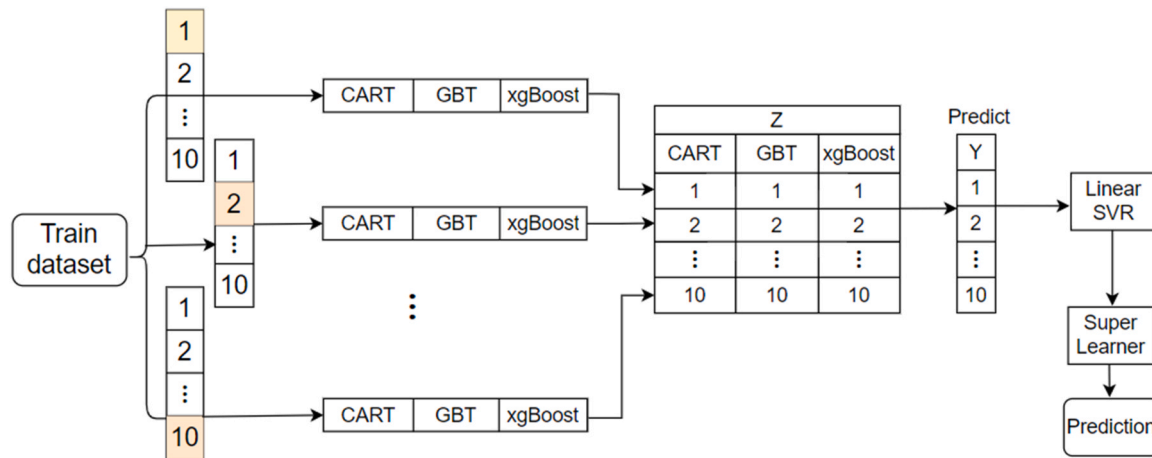 1
2
⋮
10
1
2
⋮
10
1
2
⋮
10
Train
dataset
CART GBT xgBoost
CART GBT xgBoost
⋮
CART GBT xgBoost
Z
CART GBT xgBoost
1 1 1
2 2 2
⋮ ⋮ ⋮
10 10 10
Predict
Y
1
2
⋮
10
Linear
SVR
Super
Learner
Prediction